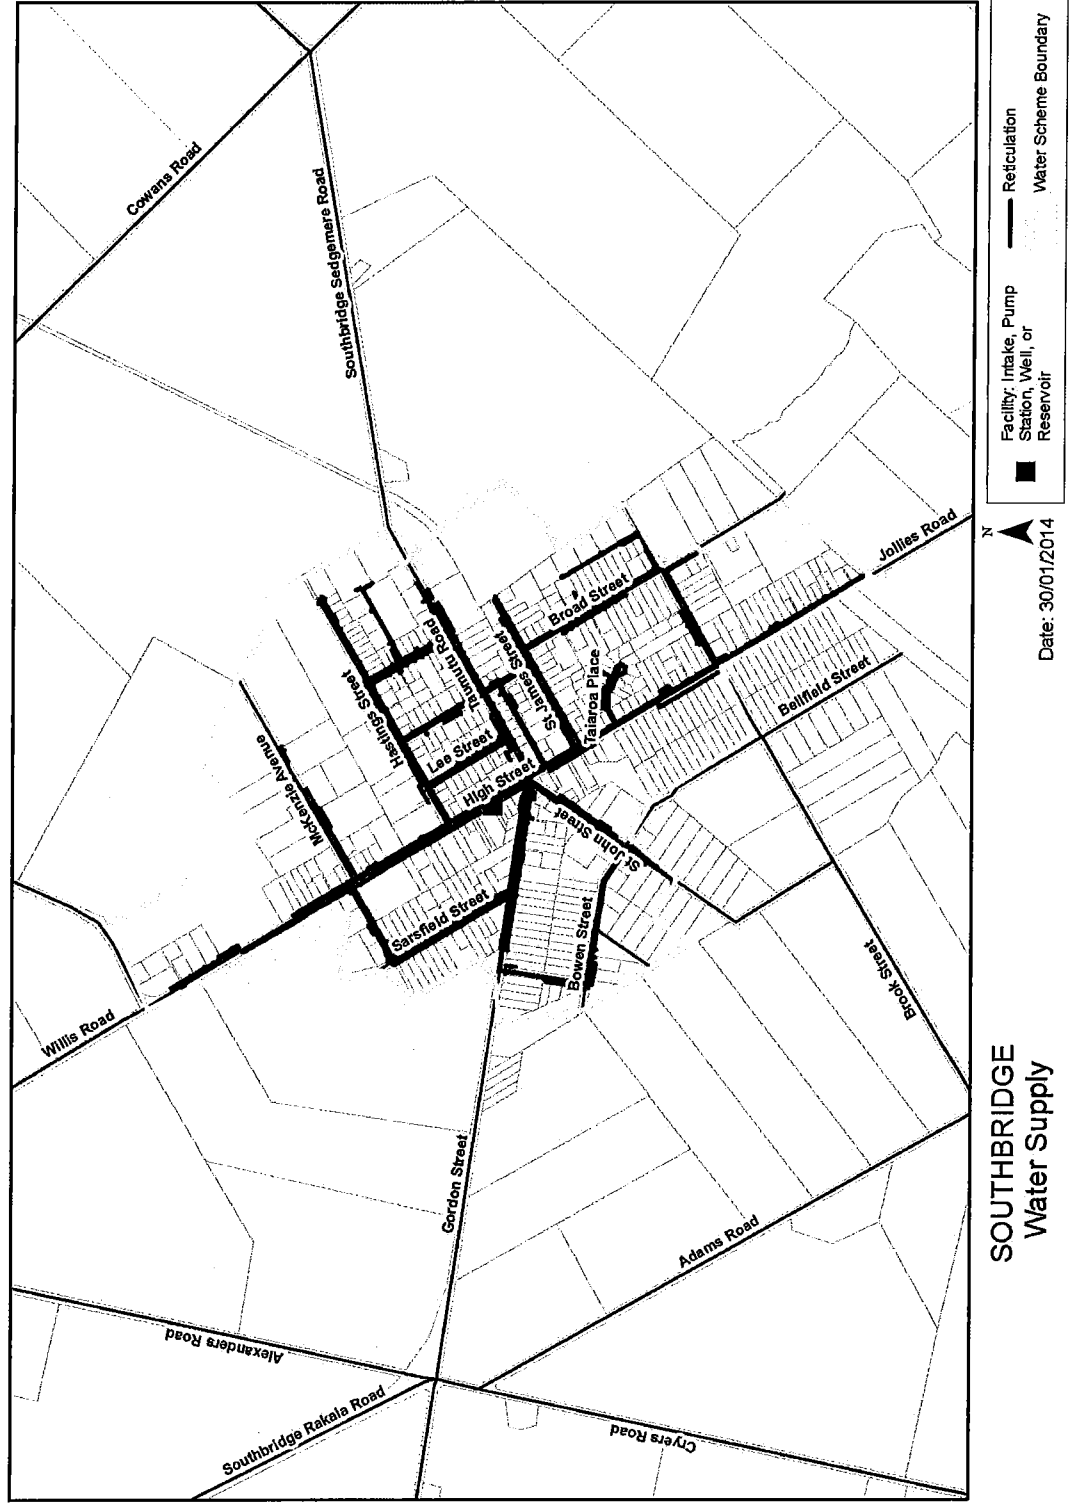 Cowans Road
Southbridge Sedgemere Road
Hastings Street
Taumutu Road
McKenzie Avenue
Lee Street
High Street
St James Street
Broad Street
Taiaroa Place
Jollies Road
Bellfield Street
St John Street
Sarsfield Street
Bowen Street
Brook Street
Willis Road
Gordon Street
Adams Road
Alexanders Road
Southbridge Rakaia Road
Cryers Road
SOUTHBRIDGE
Water Supply
Date: 30/01/2014
N
Facility: Intake, Pump
Station, Well, or
Reservoir
Reticulation
Water Scheme Boundary